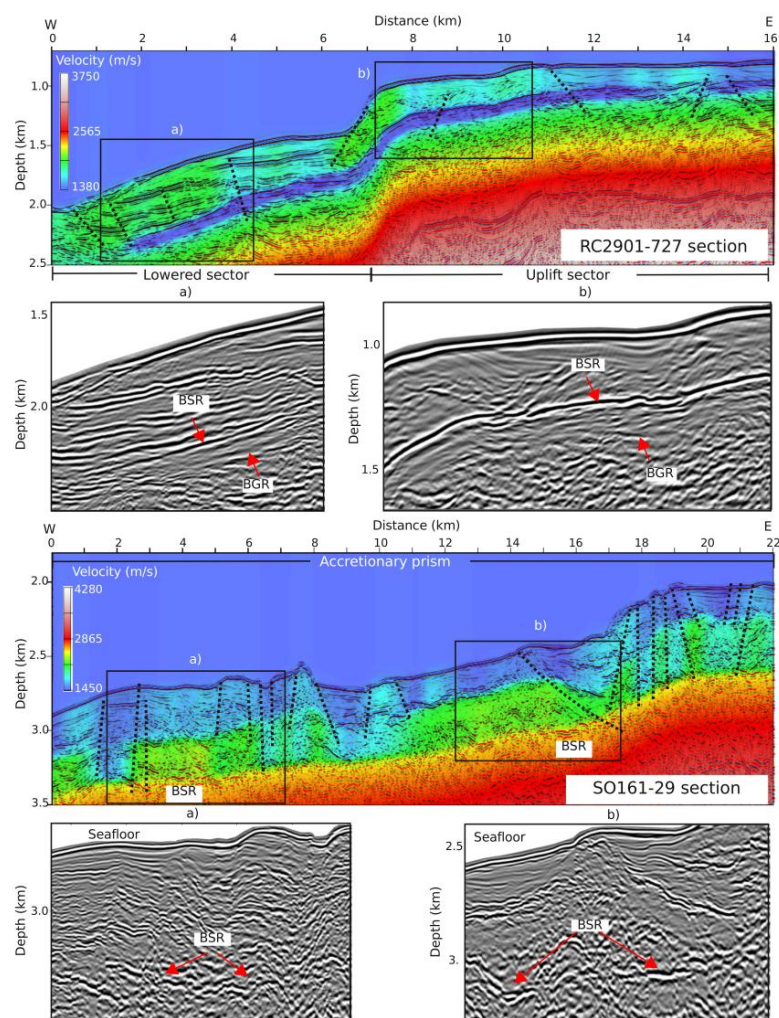 W Distance (km) E
0 2 4 6 8 10 12 14 16
Velocity (m/s)
3750
2565
1380
a)
b)
Depth (km)
1.0
1.5
2.0
2.5
RC2901-727 section
Lowered sector Uplift sector
a) b)
1.5
2.0
Depth (km)
BSR
BGR
1.0
1.5
Depth (km)
BSR
BGR
W Distance (km) E
0 2 4 6 8 10 12 14 16 18 20 22
Accretionary prism
Velocity (m/s)
4280
2865
1450
a)
b)
Depth (km)
2.0
2.5
3.0
3.5
BSR
BSR
SO161-29 section
a) b)
Seafloor
3.0
Depth (km)
BSR
Seafloor
2.5
3.
Depth (km)
BSR